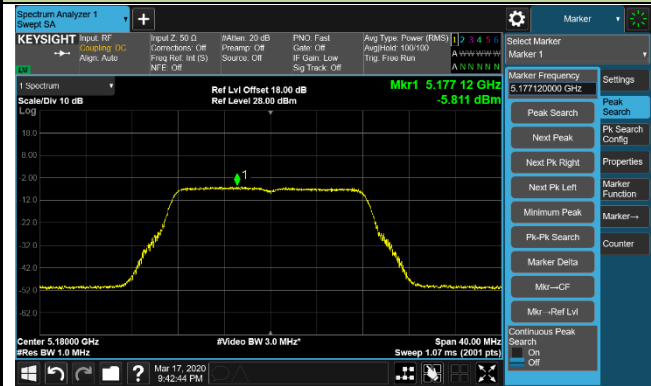 Spectrum Analyzer 1
Swept SA
Marker
KEYSIGHT
Input: RF
Coupling: DC
Align: Auto
Input Z: 50 Ω
Corrections: Off
Freq Ref: Int (S)
NFE: Off
#Atten: 20 dB
Preamp: Off
Source: Off
PNO: Fast
Gate: Off
IF Gain: Low
Sig Track: Off
Avg Type: Power (RMS)
Avg|Hold: 100/100
Trig: Free Run
1 2 3 4 5 6
A W W W W W
A N N N N N
Select Marker
Marker 1
1 Spectrum
Scale/Div 10 dB
Log
Ref Lvl Offset 18.00 dB
Ref Level 28.00 dBm
Mkr1 5.177 12 GHz
-5.811 dBm
18.0
8.00
-2.00
-12.0
-22.0
-32.0
-42.0
-52.0
-62.0
1
Center 5.18000 GHz
#Res BW 1.0 MHz
#Video BW 3.0 MHz*
Span 40.00 MHz
Sweep 1.07 ms (2001 pts)
Marker Frequency
5.177120000 GHz
Peak Search
Next Peak
Next Pk Right
Next Pk Left
Minimum Peak
Pk-Pk Search
Marker Delta
Mkr→CF
Mkr→Ref Lvl
Continuous Peak
Search
On
Off
Settings
Peak
Search
Pk Search
Config
Properties
Marker
Function
Marker→
Counter
Mar 17, 2020
9:42:44 PM